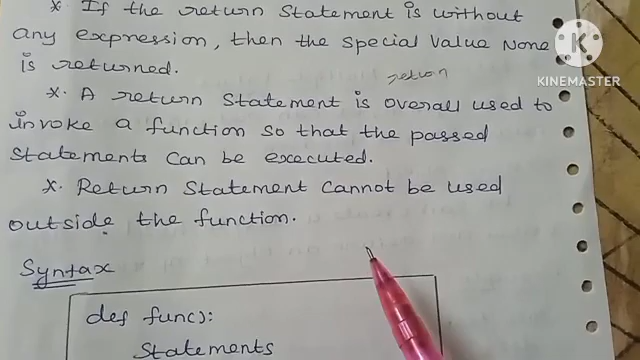 * If the return Statement is without
any expression, then the special value None
is returned.
return
* A return Statement is overall used to
invoke a function so that the passed
statements can be executed.
* Return Statement cannot be used
outside the function.
Syntax
def func():
Statements
KINEMASTER